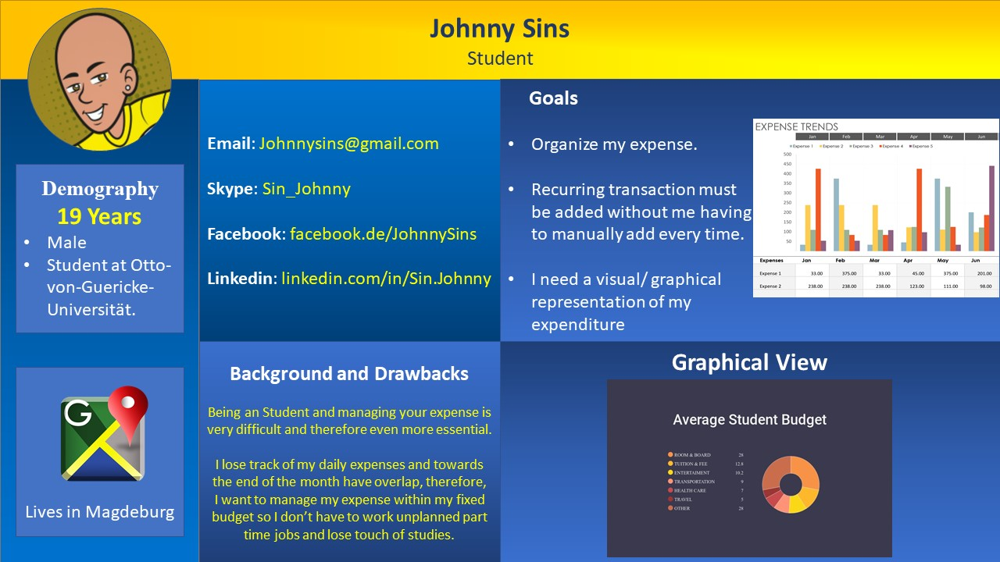 Johnny Sins
Student
Demography
19 Years
• Male
• Student at Otto-
von-Guericke-
Universität.
G
Lives in Magdeburg
Email: Johnnysins@gmail.com
Skype: Sin_Johnny
Facebook: facebook.de/JohnnySins
Linkedin: linkedin.com/in/Sin.Johnny
Background and Drawbacks
Being an Student and managing your expense is
very difficult and therefore even more essential.
I lose track of my daily expenses and towards
the end of the month have overlap, therefore,
I want to manage my expense within my fixed
budget so I don’t have to work unplanned part
time jobs and lose touch of studies.
Goals
• Organize my expense.
• Recurring transaction must
be added without me having
to manually add every time.
• I need a visual/ graphical
representation of my
expenditure
EXPENSE TRENDS
Jan Feb Mar Apr May Jun
Expense 1 Expense 2 Expense 3 Expense 4 Expense 5
500
450
400
350
300
250
200
150
100
50
Expenses Jan Feb Mar Apr May Jun
Expense 1 33.00 375.00 33.00 45.00 375.00 201.00
Expense 2 238.00 238.00 238.00 123.00 111.00 98.00
Graphical View
Average Student Budget
ROOM & BOARD 28
TUITION & FEE 12.8
ENTERTAIMENT 10.2
TRANSPORTATION 9
HEALTH CARE 7
TRAVEL 5
OTHER 28